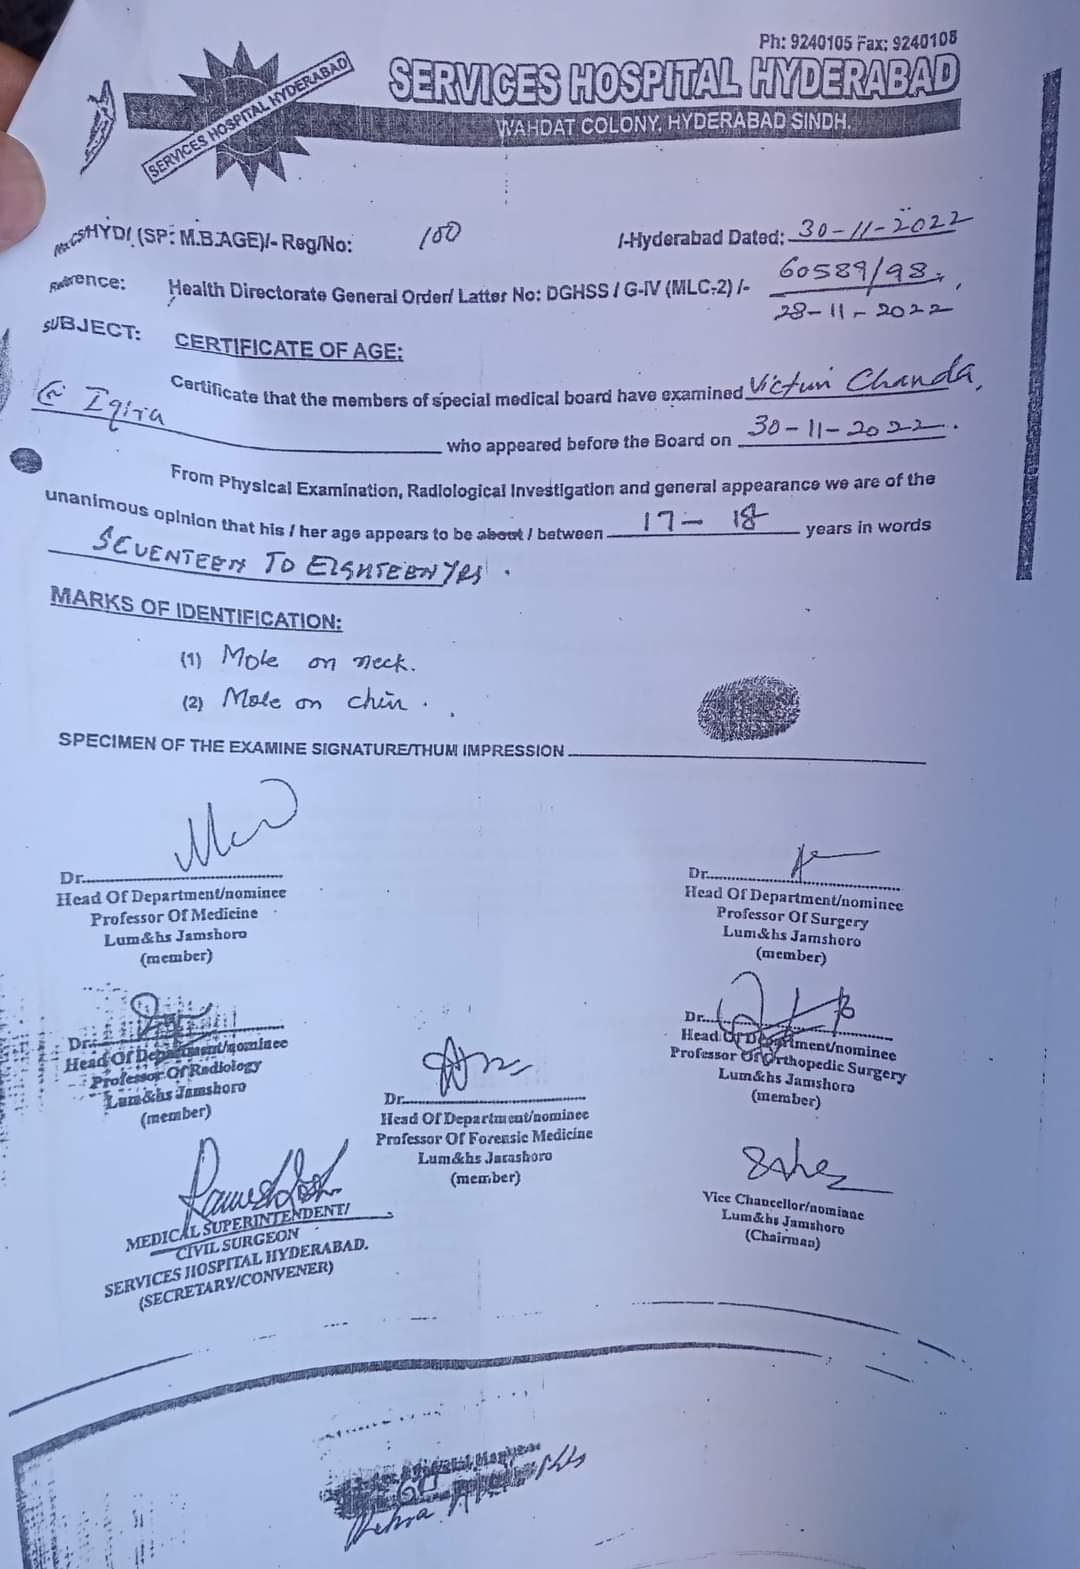 Ph: 9240105 Fax: 9240108
SERVICES HOSPITAL HYDERABAD
SERVICES HOSPITAL HYDERABAD
WAHDAT COLONY, HYDERABAD SINDH.
(SP: M.B.AGE)/- Reg/No: 100 /-Hyderabad Dated: 30-11-2022
Reference: Health Directorate General Order/ Latter No: DGHSS / G-IV (MLC-2) /- 60589/98,
28-11-2022
SUBJECT: CERTIFICATE OF AGE:
Certificate that the members of special medical board have examined Victim Chanda,
@ Iqira who appeared before the Board on 30-11-2022.
From Physical Examination, Radiological Investigation and general appearance we are of the
unanimous opinion that his / her age appears to be about / between 17- 18 years in words
SEVENTEEN TO EIGHTEEN YRS.
MARKS OF IDENTIFICATION:
(1) Mole on neck.
(2) Mole on chin.
SPECIMEN OF THE EXAMINE SIGNATURE/THUM IMPRESSION
Dr.
Head Of Department/nominee
Professor Of Medicine
Lum&hs Jamshoro
(member)
Dr.
Head Of Department/nominee
Professor Of Surgery
Lum&hs Jamshoro
(member)
Dr.
Head Of Department/nominee
Professor Of Radiology
Lum&hs Jamshoro
(member)
Dr.
Head Of Department/nominee
Professor Of Forensic Medicine
Lum&hs Jamshoro
(member)
Dr.
Head Of Department/nominee
Professor Of Orthopedic Surgery
Lum&hs Jamshoro
(member)
MEDICAL SUPERINTENDENT/
CIVIL SURGEON
SERVICES HOSPITAL HYDERABAD.
(SECRETARY/CONVENER)
Vice Chancellor/nominee
Lum&hs Jamshoro
(Chairman)